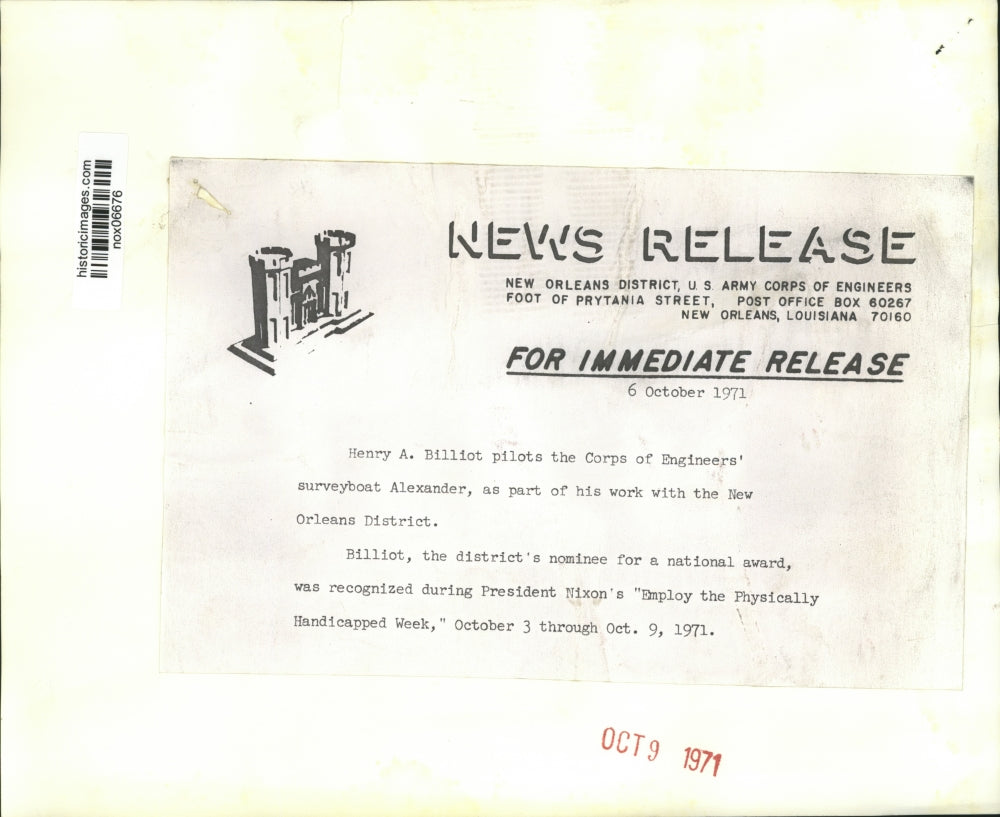 historicimages.com
nox06676
NEWS RELEASE
NEW ORLEANS DISTRICT, U. S. ARMY CORPS OF ENGINEERS
FOOT OF PRYTANIA STREET, POST OFFICE BOX 60267
NEW ORLEANS, LOUISIANA 70160
FOR IMMEDIATE RELEASE
6 October 1971
Henry A. Billiot pilots the Corps of Engineers'
surveyboat Alexander, as part of his work with the New
Orleans District.
Billiot, the district's nominee for a national award,
was recognized during President Nixon's "Employ the Physically
Handicapped Week," October 3 through Oct. 9, 1971.
OCT 9 1971